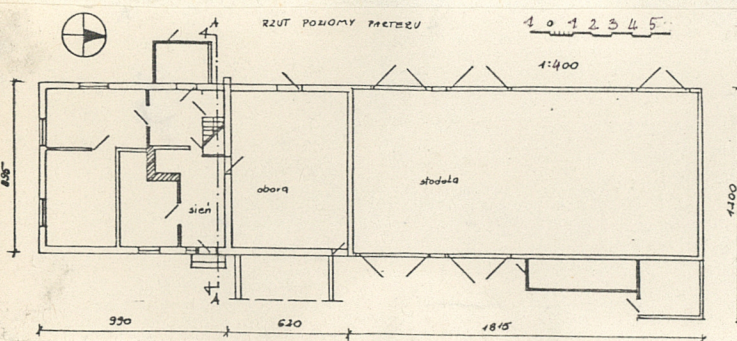 RZUT POZIOMY PARTERU
1 0 1 2 3 4 5
1:400
A
895
obora
stodoła
sień
1100
A
990
620
1815